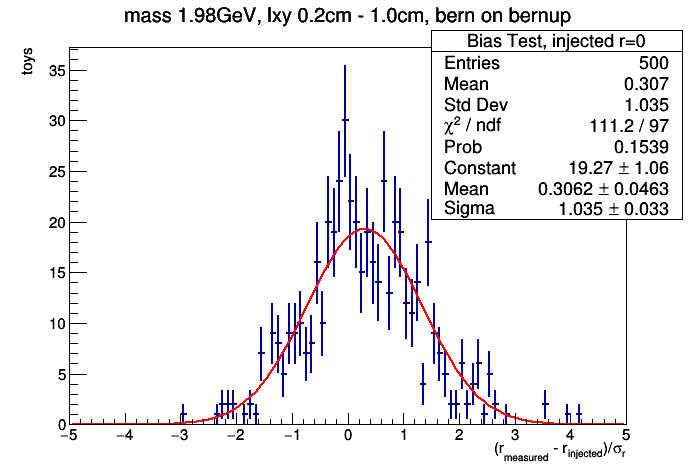 mass 1.98GeV, lxy 0.2cm - 1.0cm, bern on bernup
toys
Bias Test, injected r=0
Entries 500
Mean 0.307
Std Dev 1.035
χ² / ndf 111.2 / 97
Prob 0.1539
Constant 19.27 ± 1.06
Mean 0.3062 ± 0.0463
Sigma 1.035 ± 0.033
35
30
25
20
15
10
5
0
−5 −4 −3 −2 −1 0 1 2 3 4 5
(r_measured - r_injected)/σ_r